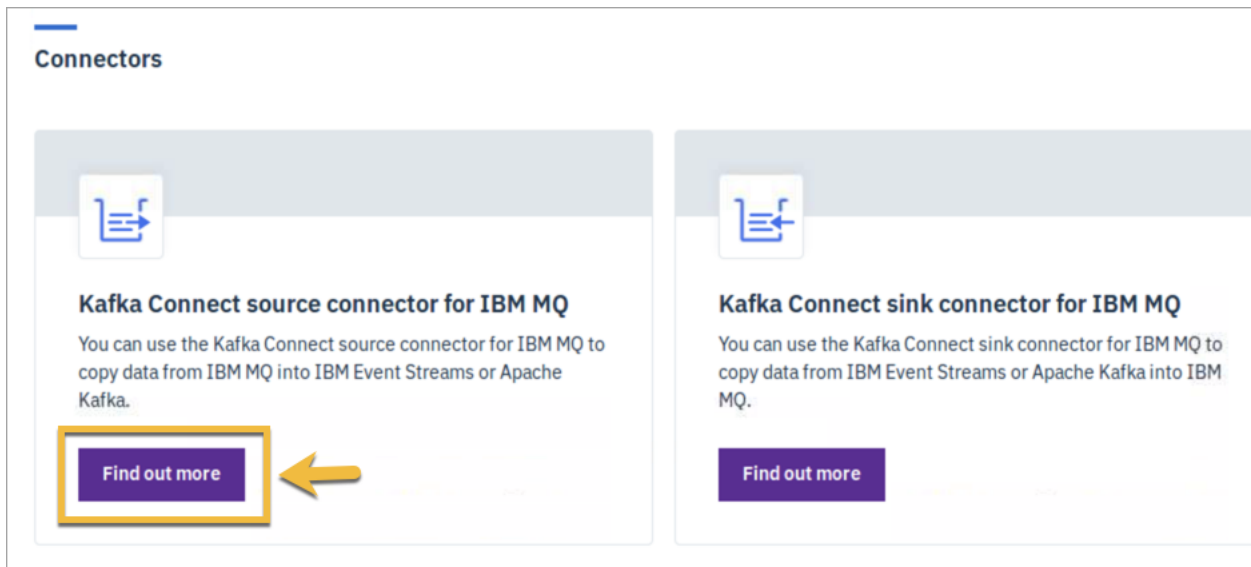 Connectors
Kafka Connect source connector for IBM MQ
You can use the Kafka Connect source connector for IBM MQ to
copy data from IBM MQ into IBM Event Streams or Apache
Kafka.
Find out more
Kafka Connect sink connector for IBM MQ
You can use the Kafka Connect sink connector for IBM MQ to
copy data from IBM Event Streams or Apache Kafka into IBM
MQ.
Find out more